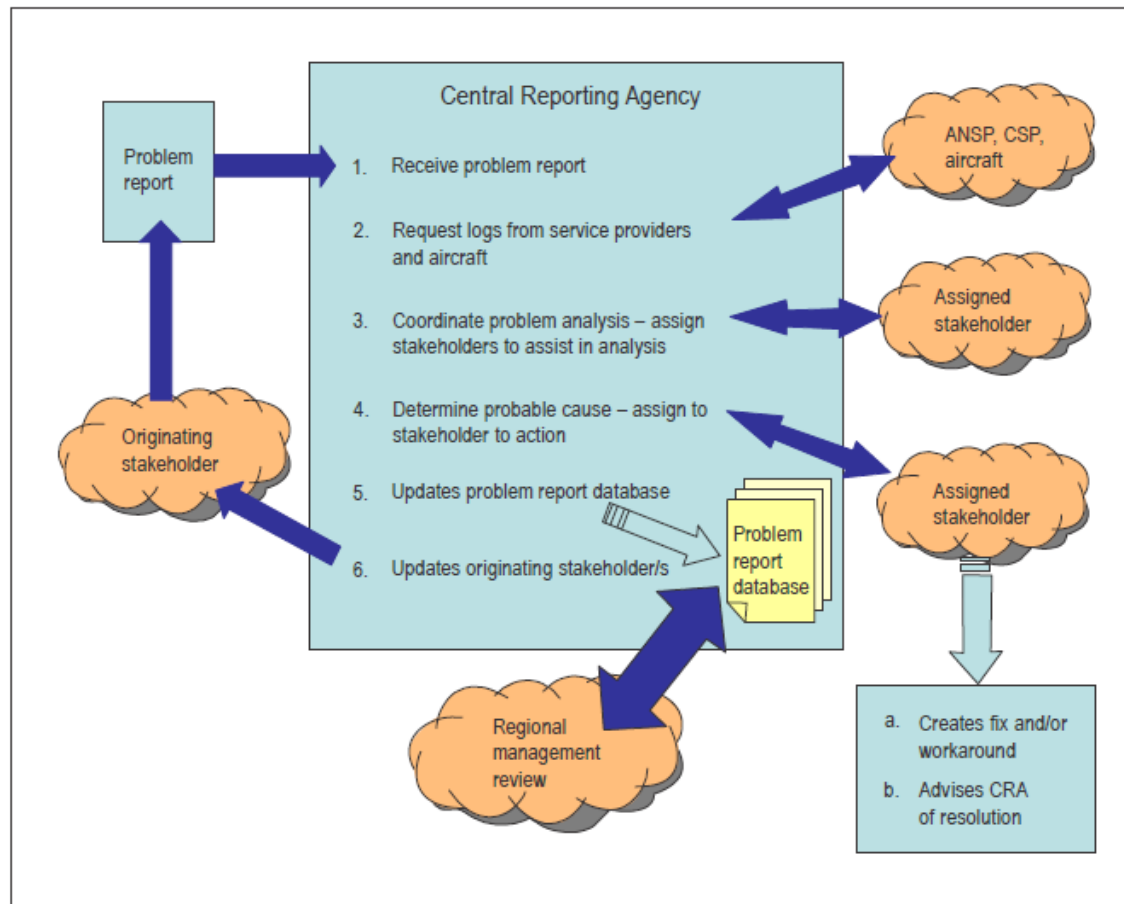 Central Reporting Agency
Problem
report
1. Receive problem report
2. Request logs from service providers
and aircraft
3. Coordinate problem analysis – assign
stakeholders to assist in analysis
4. Determine probable cause – assign to
stakeholder to action
5. Updates problem report database
6. Updates originating stakeholder/s
Problem
report
database
ANSP, CSP,
aircraft
Assigned
stakeholder
Assigned
stakeholder
Originating
stakeholder
Regional
management
review
a. Creates fix and/or
workaround
b. Advises CRA
of resolution